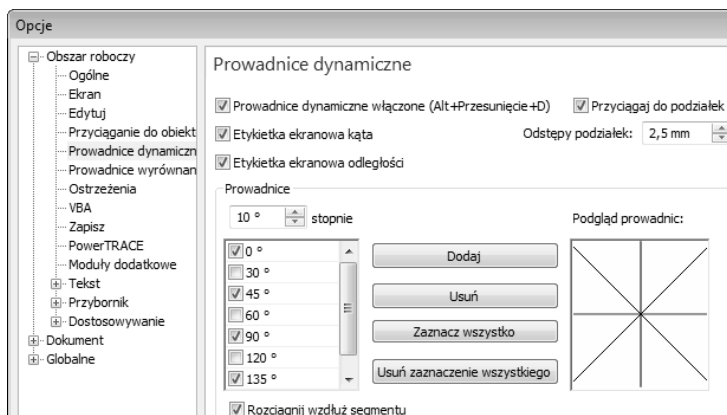 Opcje
Obszar roboczy
Ogólne
Ekran
Edytuj
Przyciąganie do obiekt
Prowadnice dynamiczn
Prowadnice wyrównan
Ostrzeżenia
VBA
Zapisz
PowerTRACE
Moduły dodatkowe
Tekst
Przybornik
Dostosowywanie
Dokument
Globalne
Prowadnice dynamiczne
Prowadnice dynamiczne włączone (Alt+Przesunięcie+D) Przyciągaj do podziałek
Etykietka ekranowa kąta Odstępy podziałek: 2,5 mm
Etykietka ekranowa odległości
Prowadnice
10 ° stopnie Podgląd prowadnic:
0 °
30 °
45 °
60 °
90 °
120 °
135 °
Dodaj
Usuń
Zaznacz wszystko
Usuń zaznaczenie wszystkiego
Rozciągnij wzdłuż segmentu